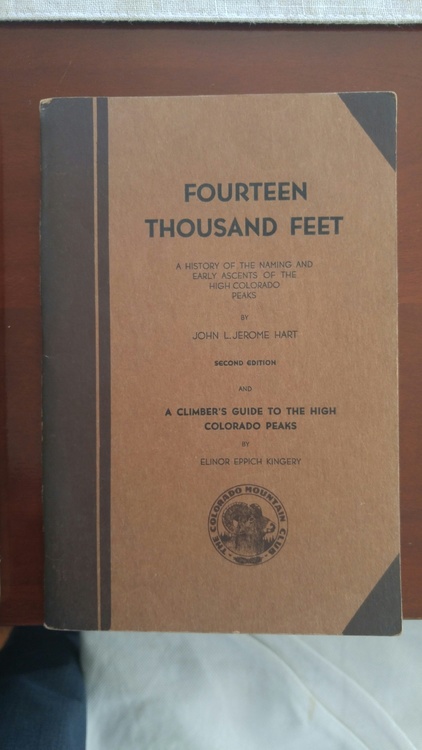 FOURTEEN
THOUSAND FEET
A HISTORY OF THE NAMING AND
EARLY ASCENTS OF THE
HIGH COLORADO
PEAKS
BY
JOHN L. JEROME HART
SECOND EDITION
AND
A CLIMBER'S GUIDE TO THE HIGH
COLORADO PEAKS
BY
ELINOR EPPICH KINGERY
THE COLORADO MOUNTAIN CLUB